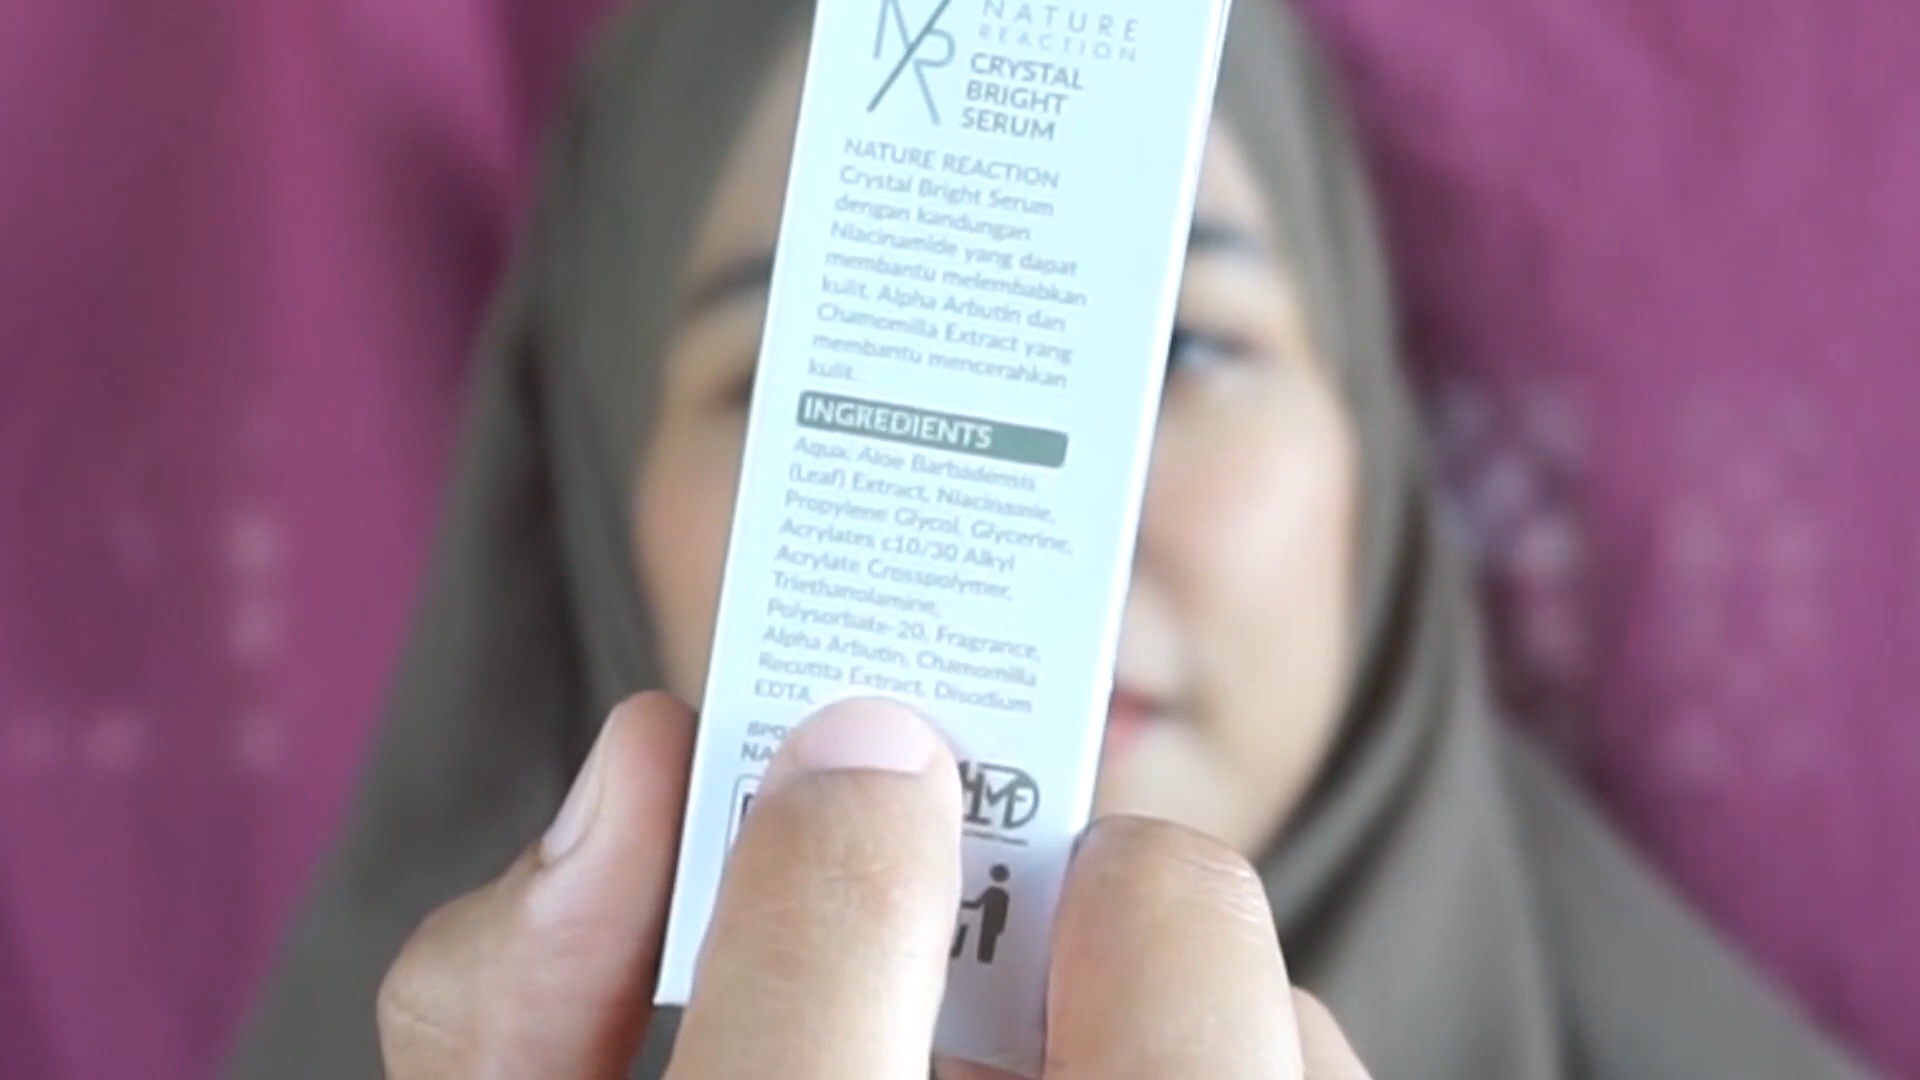 NR
NATURE
REACTION
CRYSTAL
BRIGHT
SERUM
NATURE REACTION
Crystal Bright Serum
dengan kandungan
Niacinamide yang dapat
membantu melembabkan
kulit, Alpha Arbutin dan
Chamomilla Extract yang
membantu mencerahkan
kulit.
INGREDIENTS
Aqua, Aloe Barbadensis
(Leaf) Extract, Niacinamie,
Propylene Glycol, Glycerine,
Acrylates c10/30 Alkyl
Acrylate Crosspolymer,
Triethanolamine,
Polysorbate-20, Fragrance,
Alpha Arbutin, Chamomilla
Recutita Extract, Disodium
EDTA,